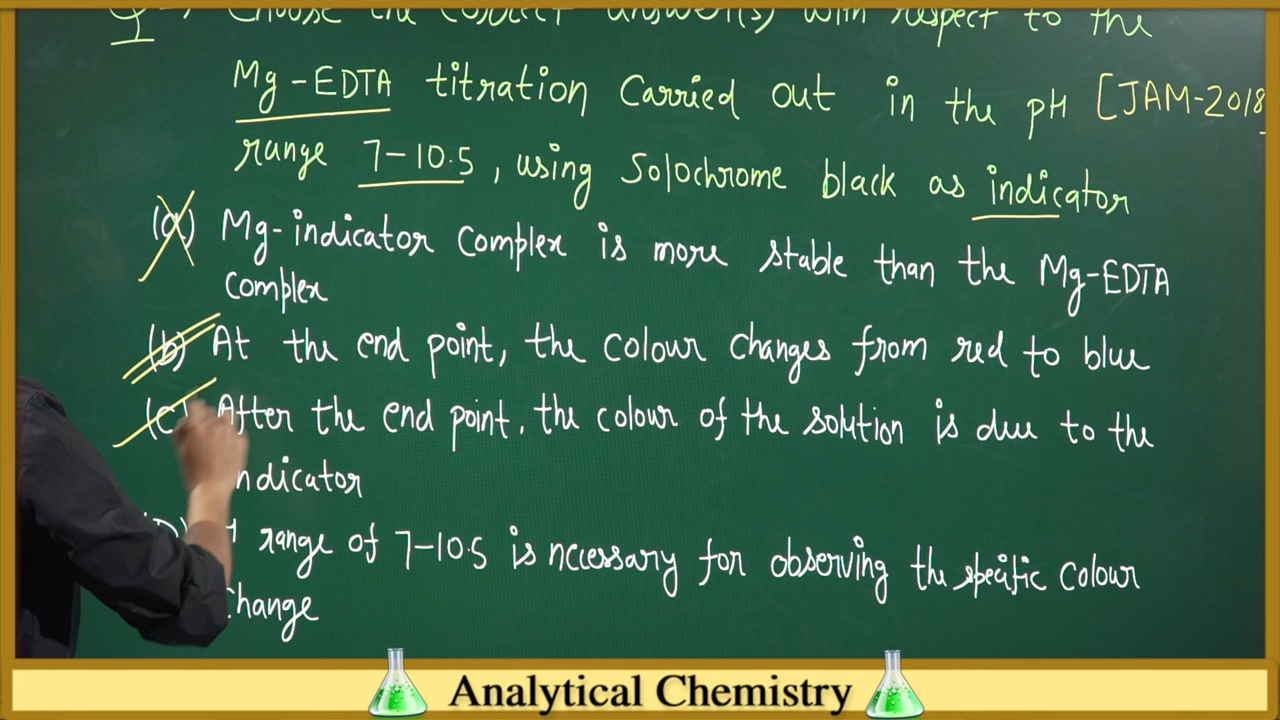 Q → Choose the correct answer(s) with respect to the
Mg-EDTA titration Carried out in the pH [JAM-2018]
range 7-10.5, using Solochrome black as indicator
(a) Mg-indicator Complex is more stable than the Mg-EDTA
Complex
(b) At the end point, the colour changes from red to blue
(c) After the end point, the colour of the solution is due to the
indicator
(D) range of 7-10.5 is necessary for observing the specific Colour
Change
Analytical Chemistry